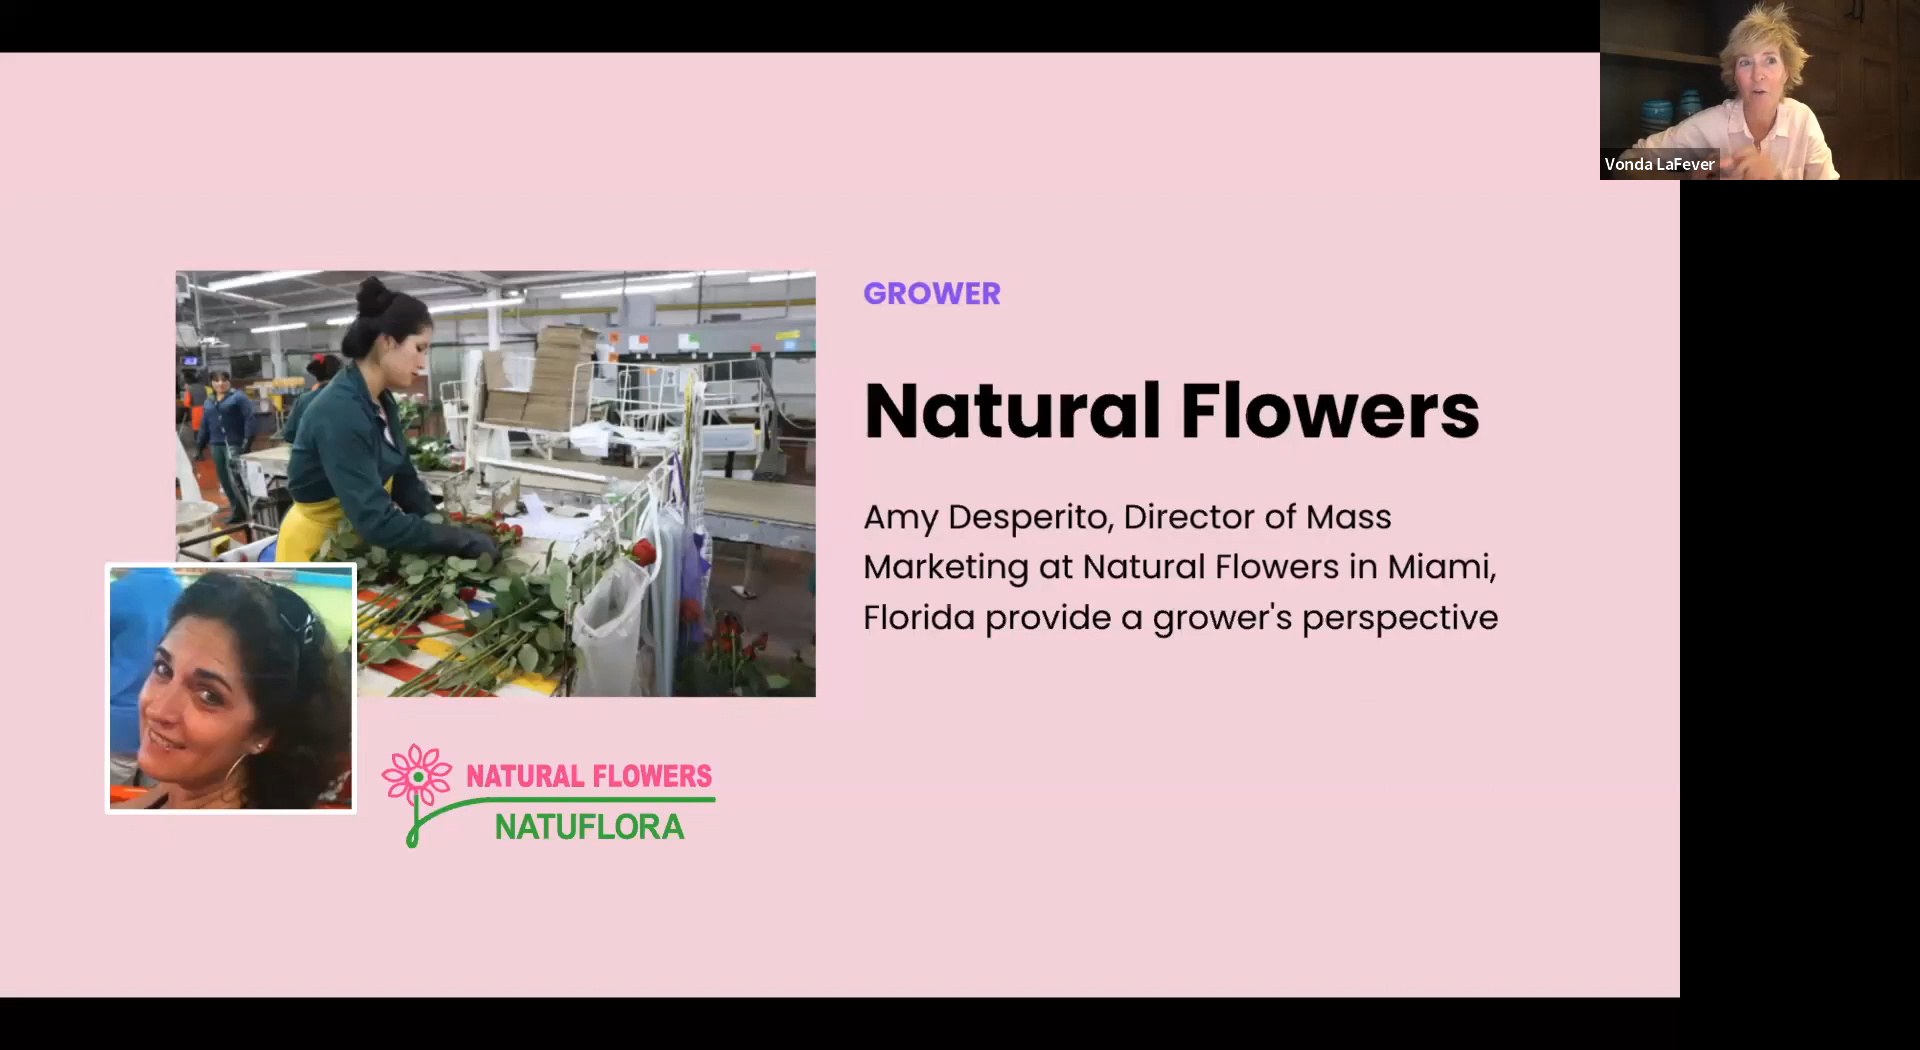 Vonda LaFever
GROWER
Natural Flowers
Amy Desperito, Director of Mass
Marketing at Natural Flowers in Miami,
Florida provide a grower's perspective
NATURAL FLOWERS
NATUFLORA